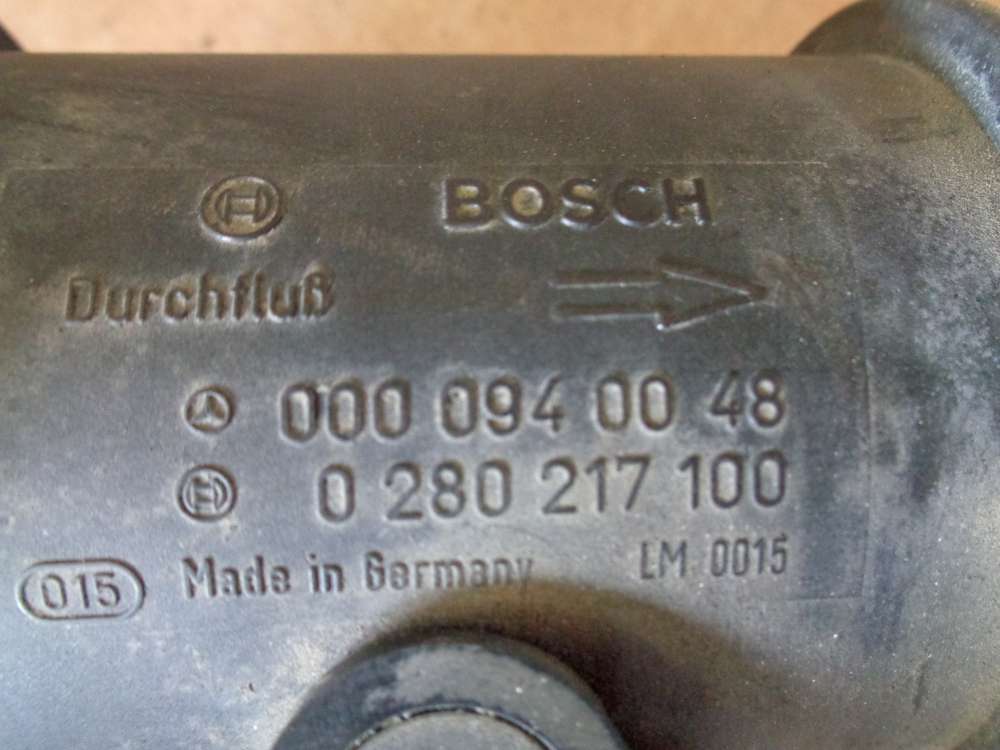 BOSCH
Durchfluß
000 094 00 48
0 280 217 100
015 Made in Germany LM 0015